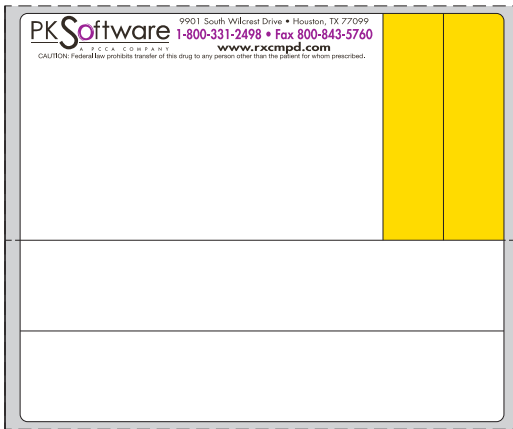 PKSoftware
A PCCA COMPANY
9901 South Wilcrest Drive • Houston, TX 77099
1-800-331-2498 • Fax 800-843-5760
www.rxcmpd.com
CAUTION: Federal law prohibits transfer of this drug to any person other than the patient for whom prescribed.